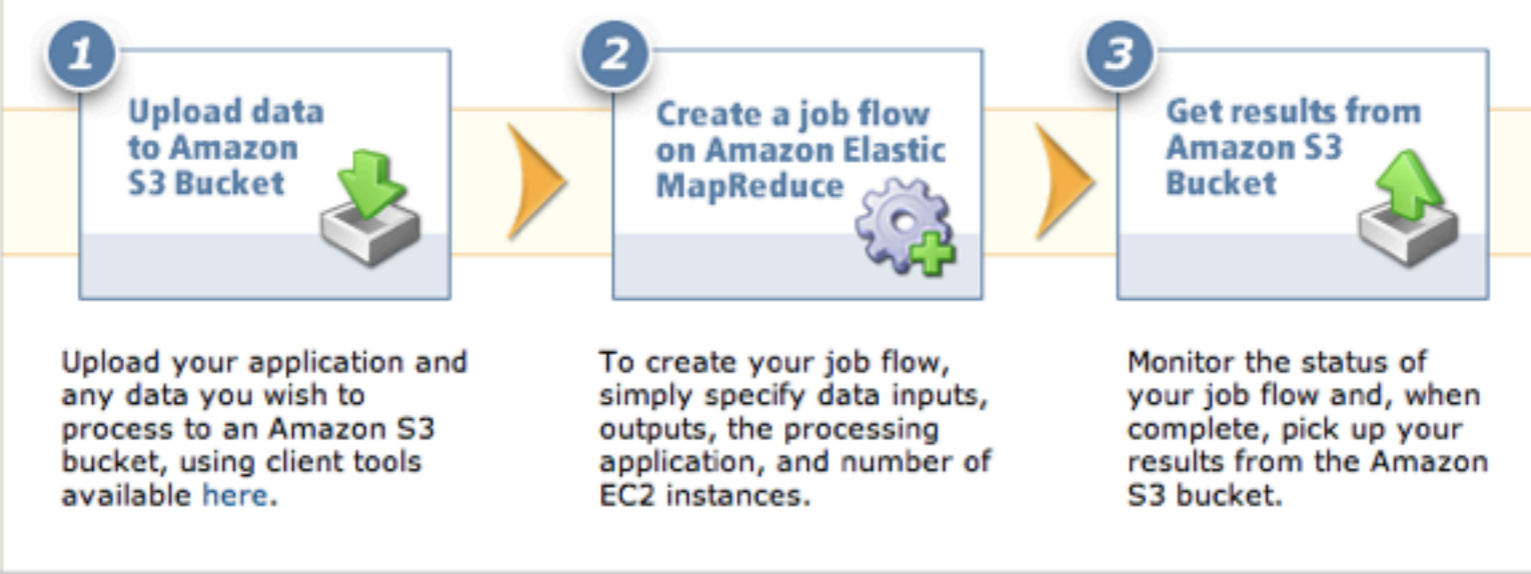 1
Upload data
to Amazon
S3 Bucket
2
Create a job flow
on Amazon Elastic
MapReduce
3
Get results from
Amazon S3
Bucket
Upload your application and
any data you wish to
process to an Amazon S3
bucket, using client tools
available here.
To create your job flow,
simply specify data inputs,
outputs, the processing
application, and number of
EC2 instances.
Monitor the status of
your job flow and, when
complete, pick up your
results from the Amazon
S3 bucket.